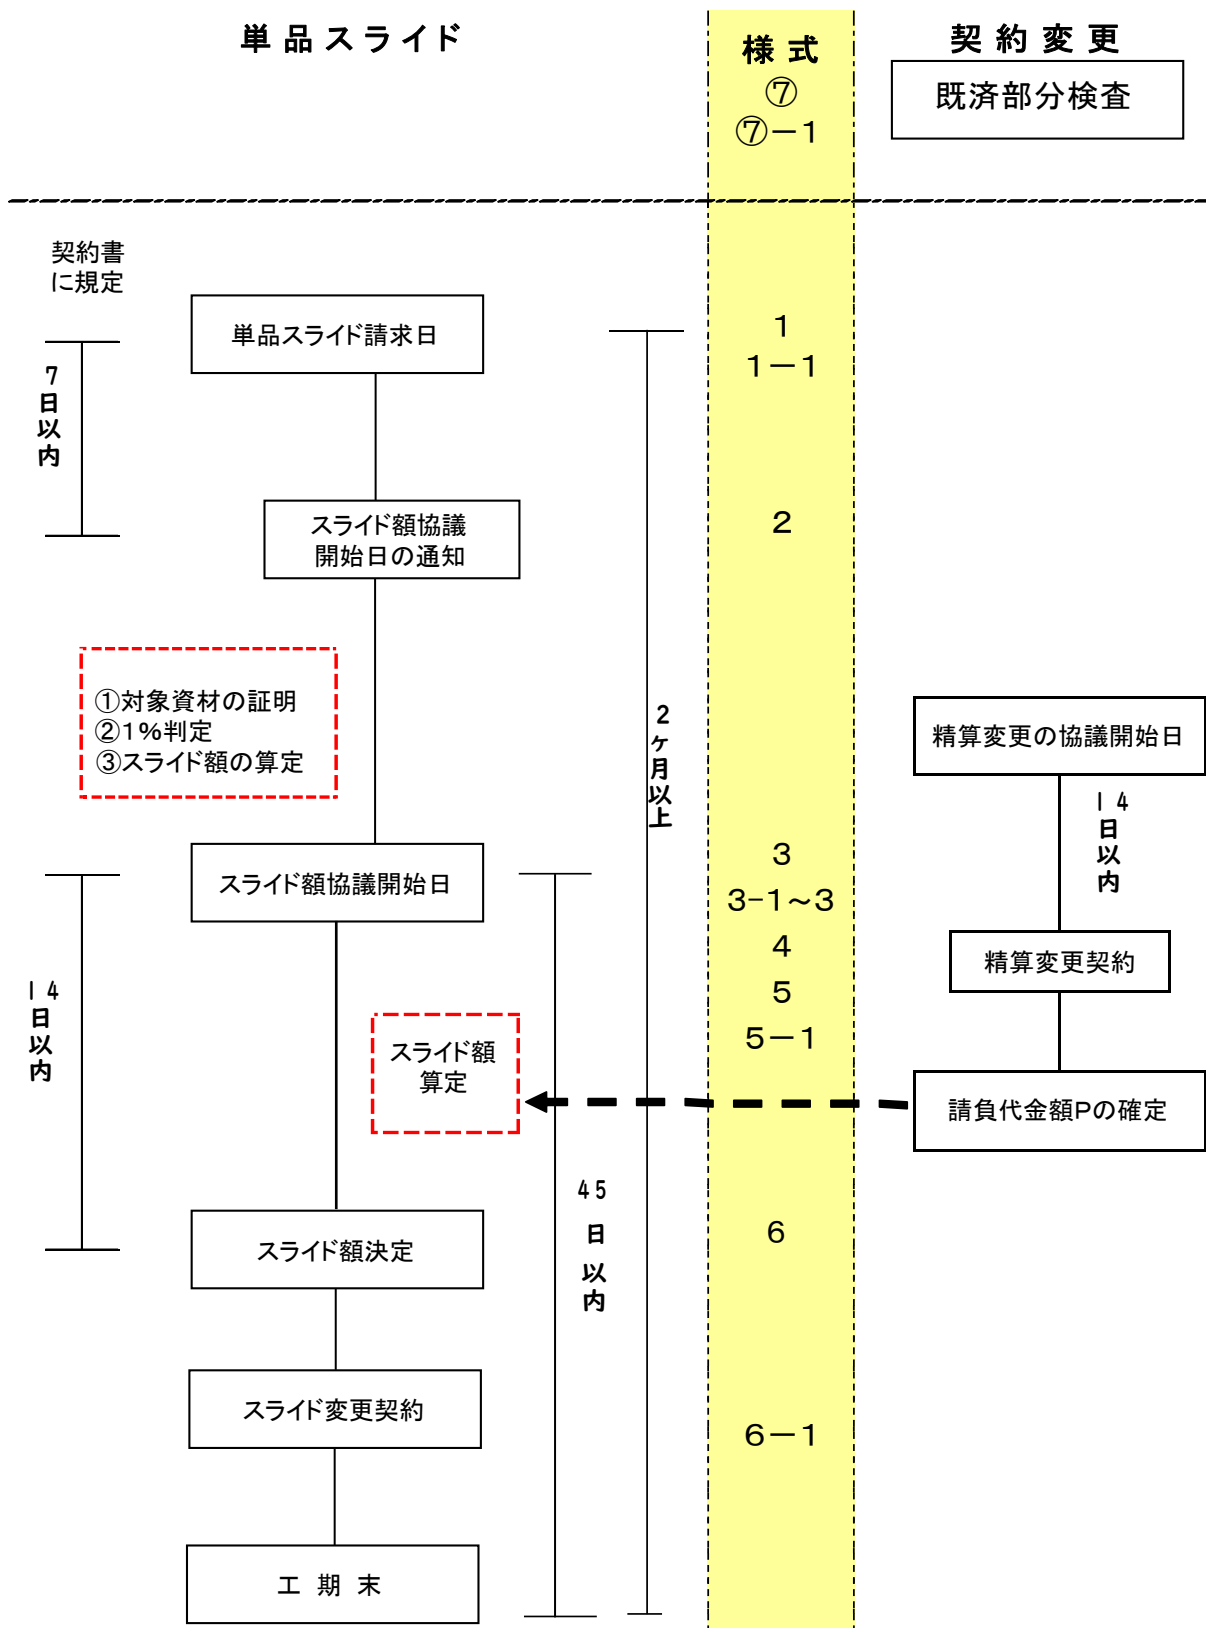 単品スライド
様式
契約変更
⑦
⑦－１
既済部分検査
契約書
に規定
単品スライド請求日
１
１－１
７日以内
スライド額協議
開始日の通知
２
①対象資材の証明
②１％判定
③スライド額の算定
２ヶ月以上
精算変更の協議開始日
１４日以内
スライド額協議開始日
３
３－１～３
４
５
５－１
精算変更契約
１４日以内
スライド額
算定
請負代金額Pの確定
４５日以内
スライド額決定
６
スライド変更契約
６－１
工期末